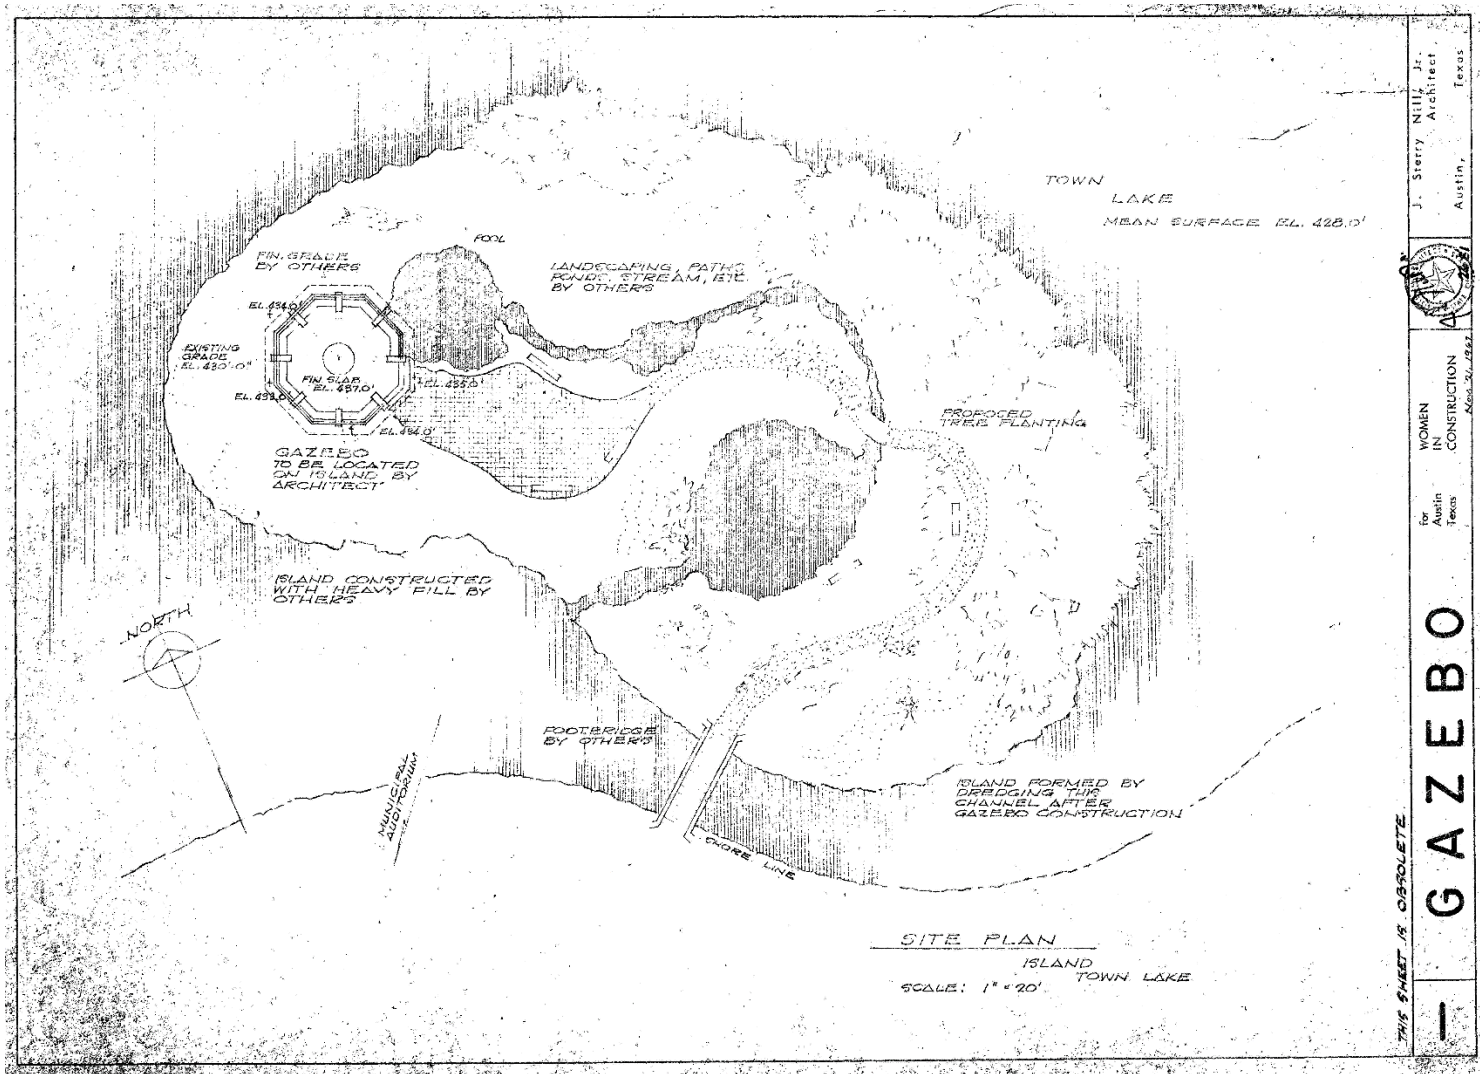 TOWN
LAKE
MEAN SURFACE EL. 428.0'
POOL
FIN. GRADE
BY OTHERS
LANDSCAPING, PATHS
PONDS, STREAM, ETC.
BY OTHERS
EL. 434.0'
EXISTING
GRADE
EL. 430'-0"
FIN. SLAB
EL. 437.0'
EL. 435.0'
EL. 433.0'
EL. 434.0'
GAZEBO
TO BE LOCATED
ON ISLAND BY
ARCHITECT
PROPOSED
TREE PLANTING
ISLAND CONSTRUCTED
WITH HEAVY FILL BY
OTHERS
NORTH
FOOTBRIDGE
BY OTHERS
MUNICIPAL
AUDITORIUM
ISLAND FORMED BY
DREDGING THIS
CHANNEL AFTER
GAZEBO CONSTRUCTION
SHORE LINE
SITE PLAN
ISLAND
TOWN LAKE
SCALE: 1" = 20'
THIS SHEET IS OBSOLETE
J. Sterry Nill, Jr.
Architect
Austin, Texas
for WOMEN
Austin IN
Texas CONSTRUCTION
GAZEBO